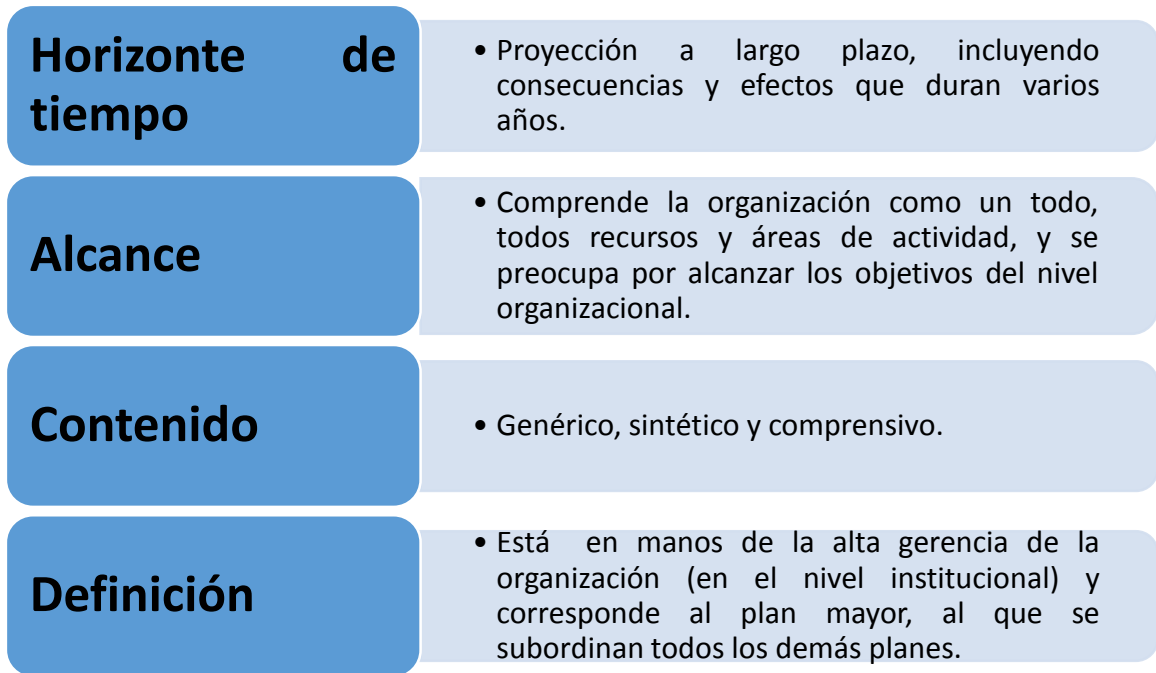 Horizonte de
tiempo
• Proyección a largo plazo, incluyendo
consecuencias y efectos que duran varios
años.
Alcance
• Comprende la organización como un todo,
todos recursos y áreas de actividad, y se
preocupa por alcanzar los objetivos del nivel
organizacional.
Contenido
• Genérico, sintético y comprensivo.
Definición
• Está en manos de la alta gerencia de la
organización (en el nivel institucional) y
corresponde al plan mayor, al que se
subordinan todos los demás planes.